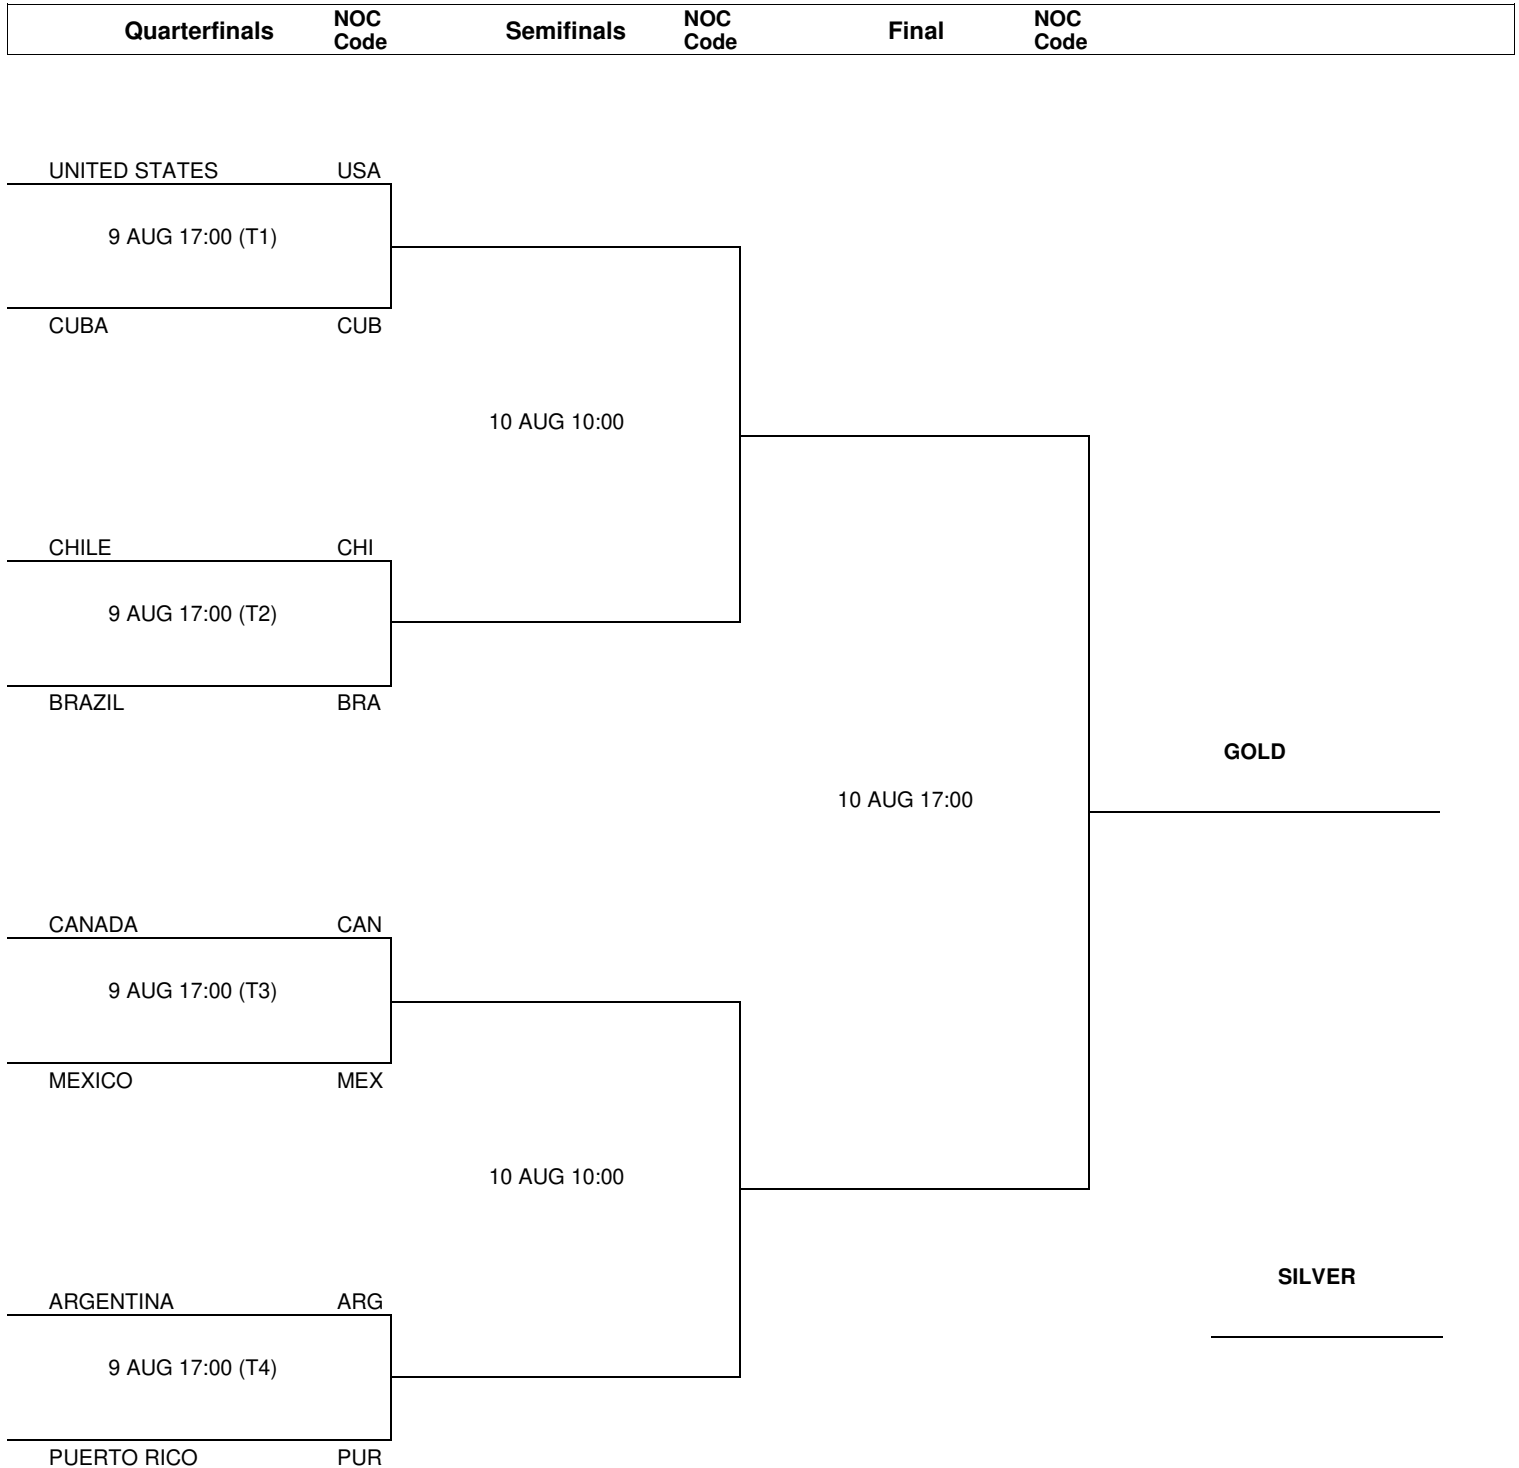 Quarterfinals NOC Code Semifinals NOC Code Final NOC Code
UNITED STATES USA
9 AUG 17:00 (T1)
CUBA CUB
10 AUG 10:00
CHILE CHI
9 AUG 17:00 (T2)
BRAZIL BRA
GOLD
10 AUG 17:00
CANADA CAN
9 AUG 17:00 (T3)
MEXICO MEX
10 AUG 10:00
SILVER
ARGENTINA ARG
9 AUG 17:00 (T4)
PUERTO RICO PUR